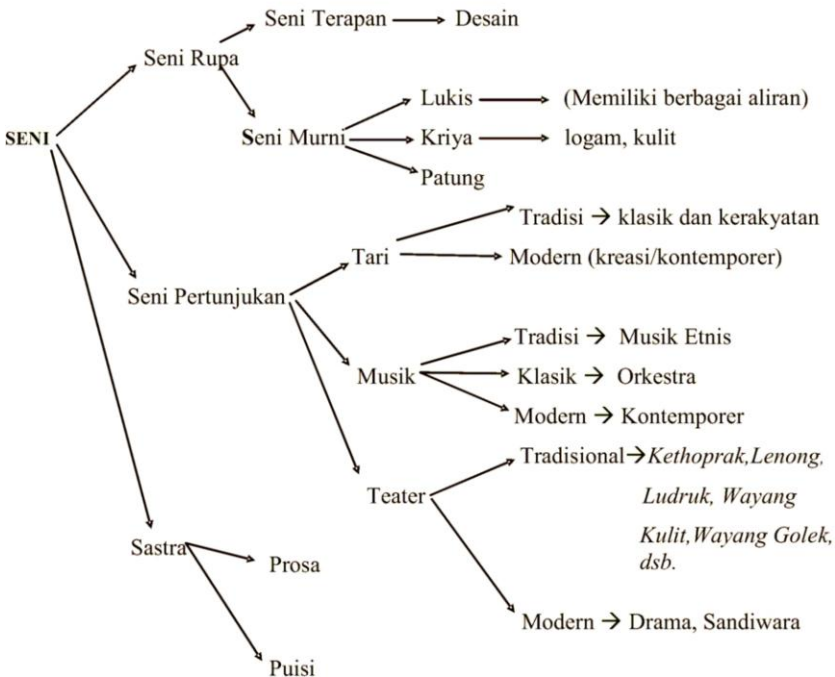 Seni Terapan → Desain
Seni Rupa
Lukis → (Memiliki berbagai aliran)
SENI
Seni Murni → Kriya → logam, kulit
Patung
Tradisi → klasik dan kerakyatan
Tari → Modern (kreasi/kontemporer)
Seni Pertunjukan
Tradisi → Musik Etnis
Musik → Klasik → Orkestra
Modern → Kontemporer
Tradisional→Kethoprak,Lenong,
Teater
Ludruk, Wayang
Kulit,Wayang Golek,
dsb.
Sastra
Prosa
Modern → Drama, Sandiwara
Puisi